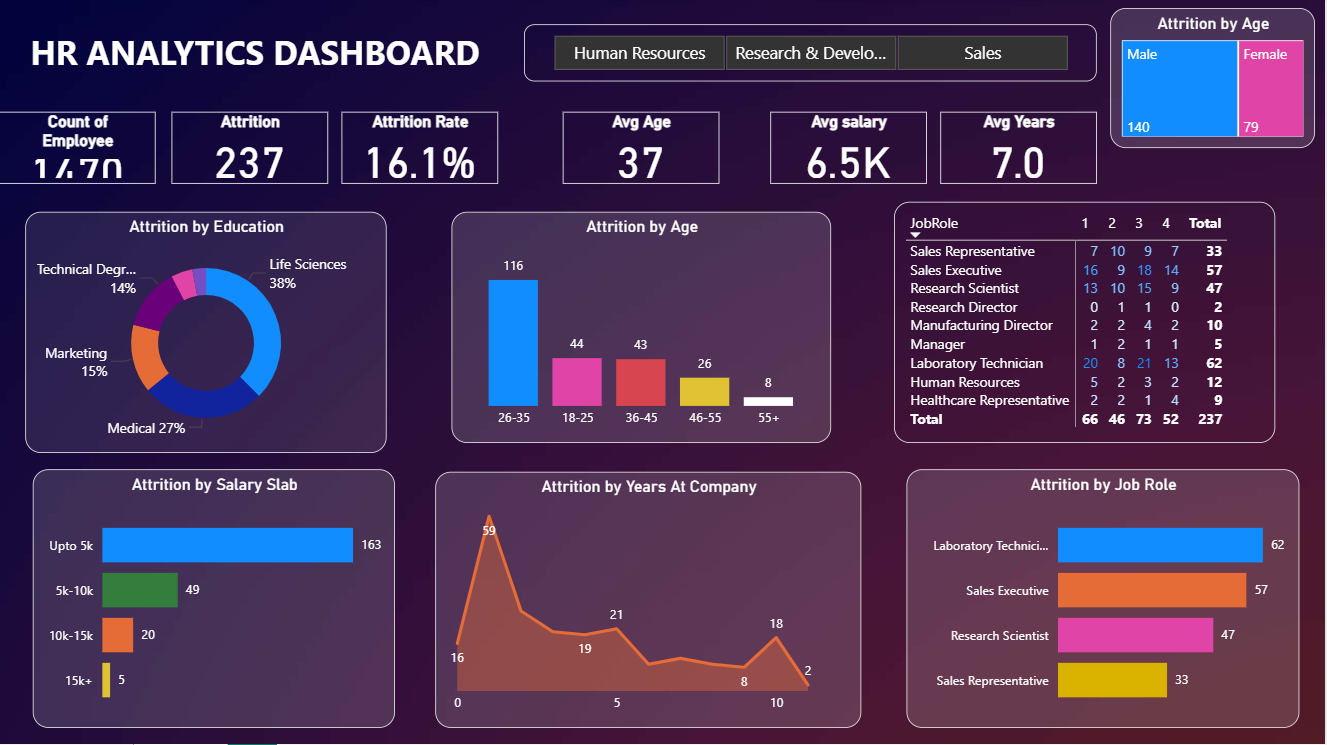 HR ANALYTICS DASHBOARD
Human Resources
Research & Develo...
Sales
Attrition by Age
Male
Female
140
79
Count of
Employee
1470
Attrition
237
Attrition Rate
16.1%
Avg Age
37
Avg salary
6.5K
Avg Years
7.0
Attrition by Education
Life Sciences
38%
Technical Degr...
14%
Marketing
15%
Medical 27%
Attrition by Age
116
44
43
26
8
26-35
18-25
36-45
46-55
55+
JobRole 1 2 3 4 Total
Sales Representative 7 10 9 7 33
Sales Executive 16 9 18 14 57
Research Scientist 13 10 15 9 47
Research Director 0 1 1 0 2
Manufacturing Director 2 2 4 2 10
Manager 1 2 1 1 5
Laboratory Technician 20 8 21 13 62
Human Resources 5 2 3 2 12
Healthcare Representative 2 2 1 4 9
Total 66 46 73 52 237
Attrition by Salary Slab
Upto 5k 163
5k-10k 49
10k-15k 20
15k+ 5
Attrition by Years At Company
59
16
19
21
8
18
2
0
5
10
Attrition by Job Role
Laboratory Technici... 62
Sales Executive 57
Research Scientist 47
Sales Representative 33